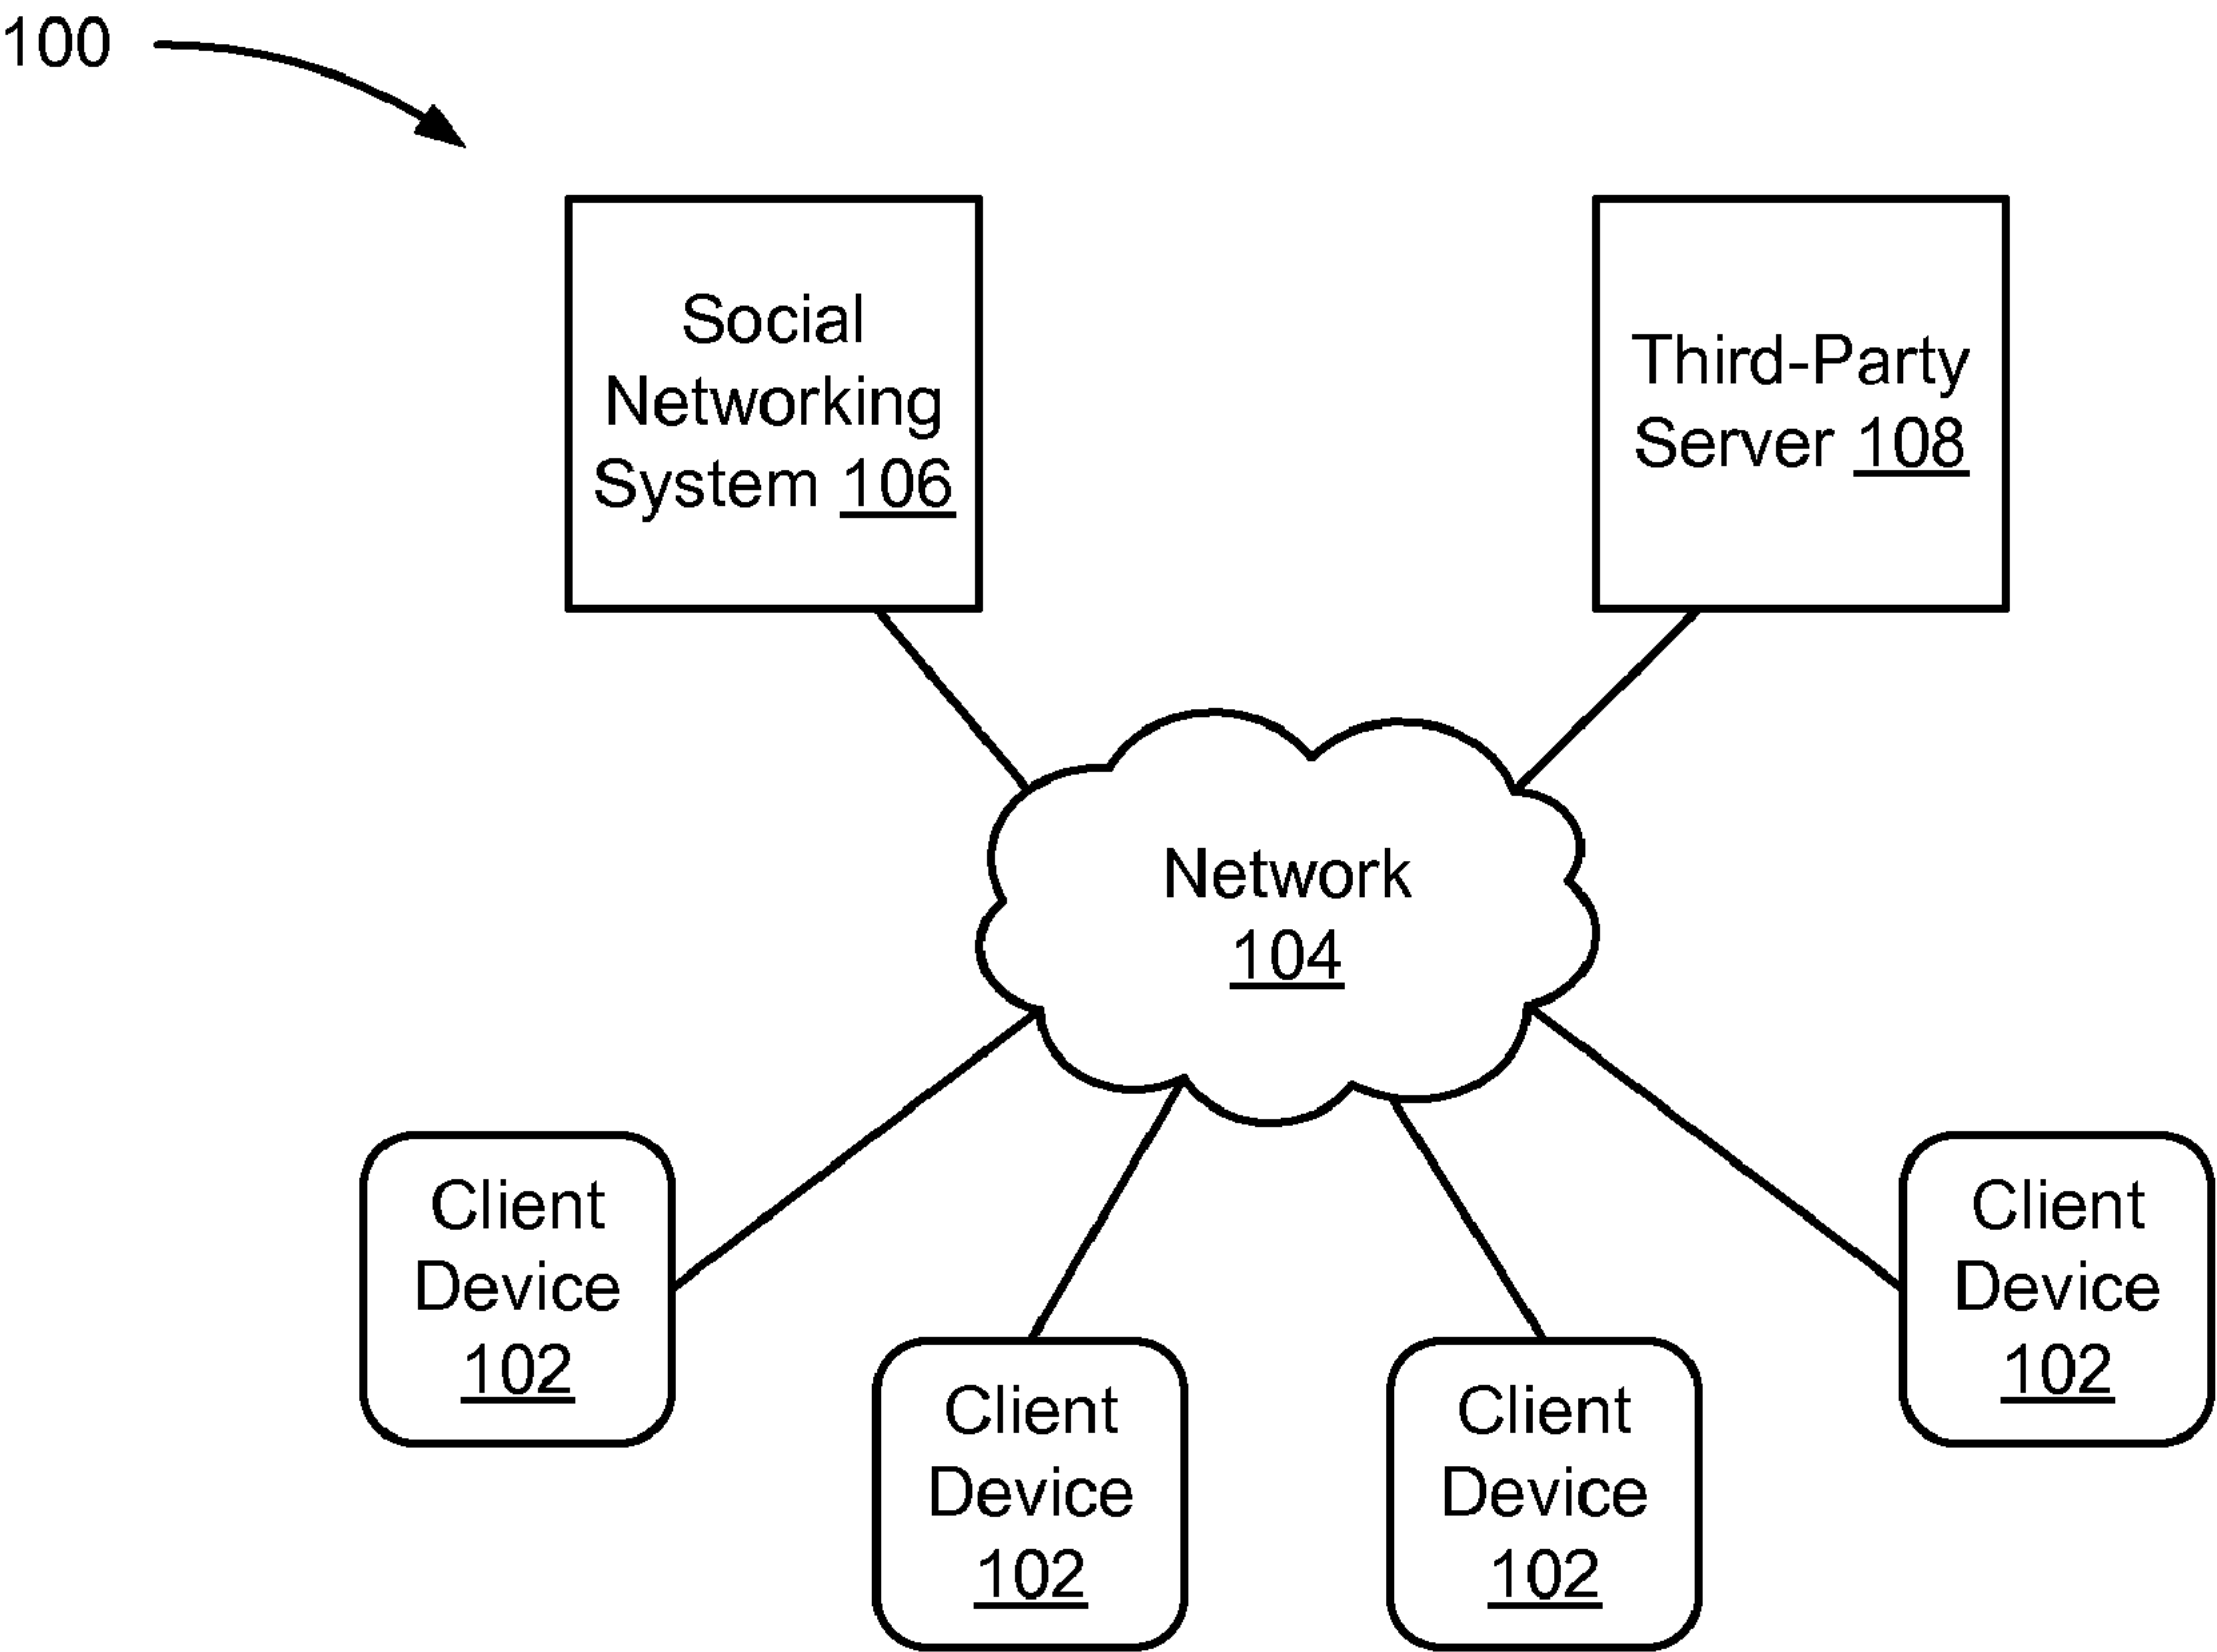 100
Social
Networking
System 106
Third-Party
Server 108
Network
104
Client
Device
102
Client
Device
102
Client
Device
102
Client
Device
102